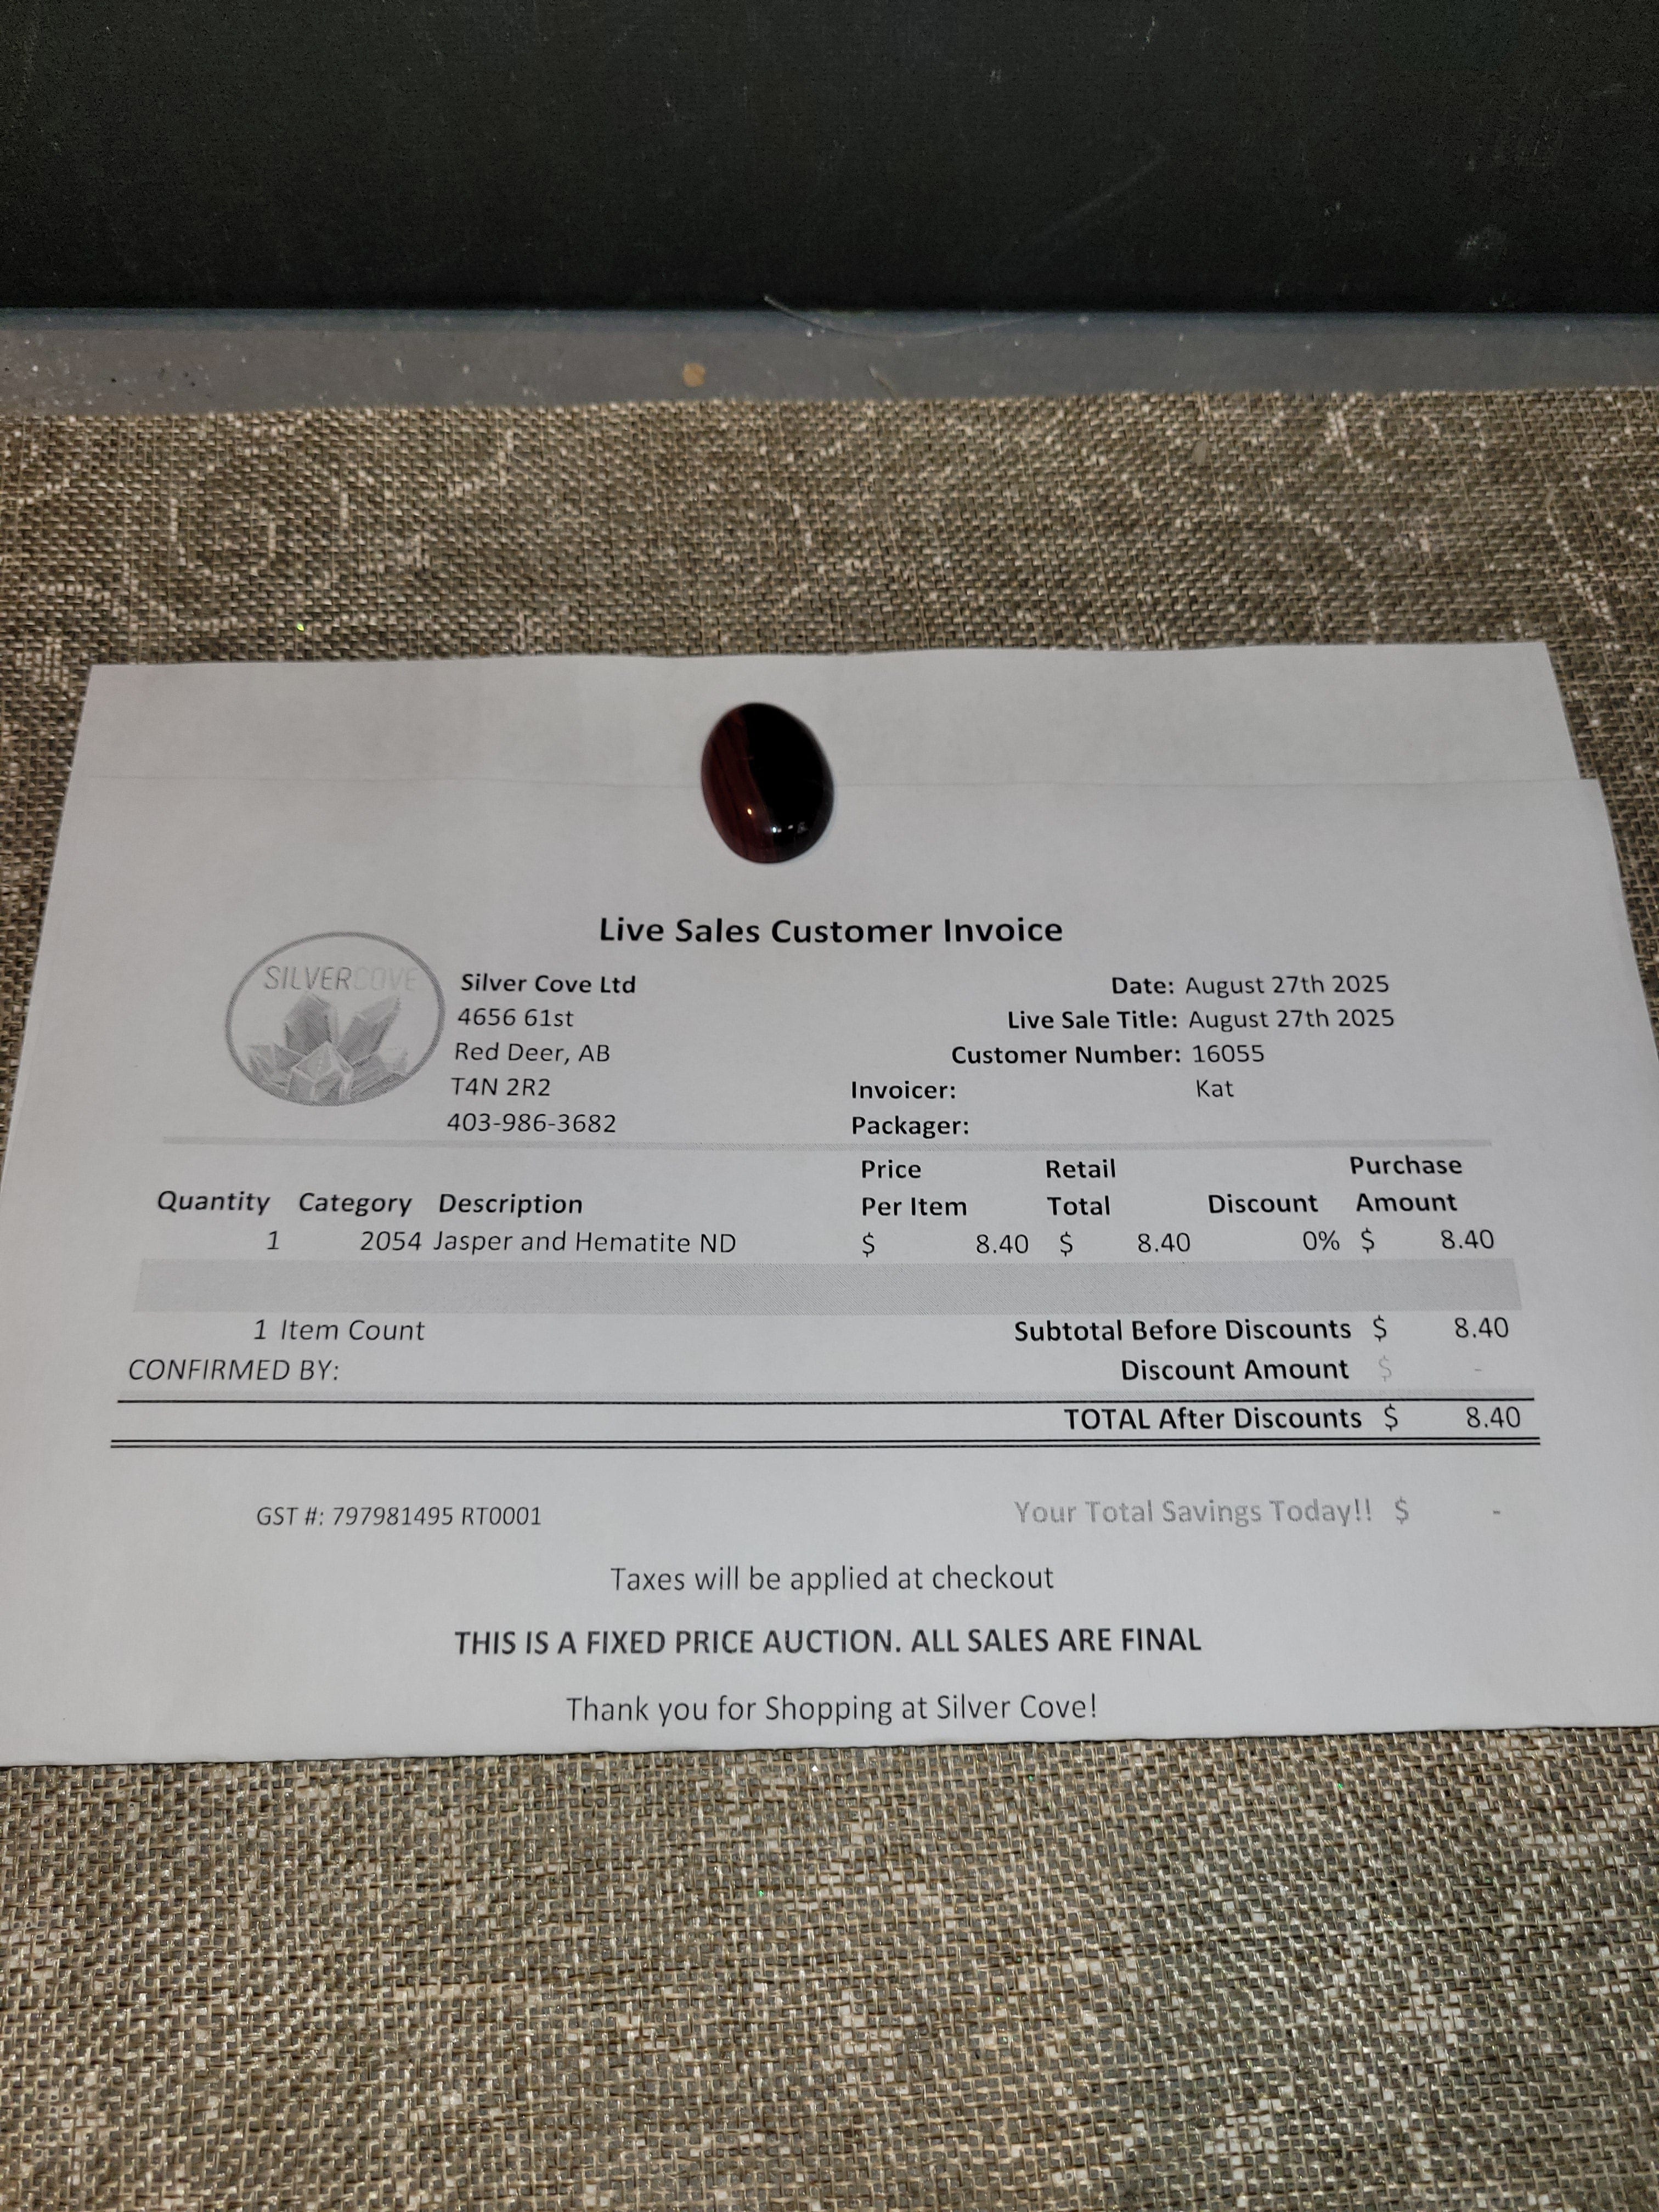 Live Sales Customer Invoice
SILVERCOVE
Silver Cove Ltd
4656 61st
Red Deer, AB
T4N 2R2
403-986-3682
Date: August 27th 2025
Live Sale Title: August 27th 2025
Customer Number: 16055
Invoicer: Kat
Packager:
Quantity Category Description Price Per Item Retail Total Discount Purchase Amount
1 2054 Jasper and Hematite ND $ 8.40 $ 8.40 0% $ 8.40
1 Item Count
Subtotal Before Discounts $ 8.40
CONFIRMED BY:
Discount Amount $ -
TOTAL After Discounts $ 8.40
GST #: 797981495 RT0001
Your Total Savings Today!! $ -
Taxes will be applied at checkout
THIS IS A FIXED PRICE AUCTION. ALL SALES ARE FINAL
Thank you for Shopping at Silver Cove!